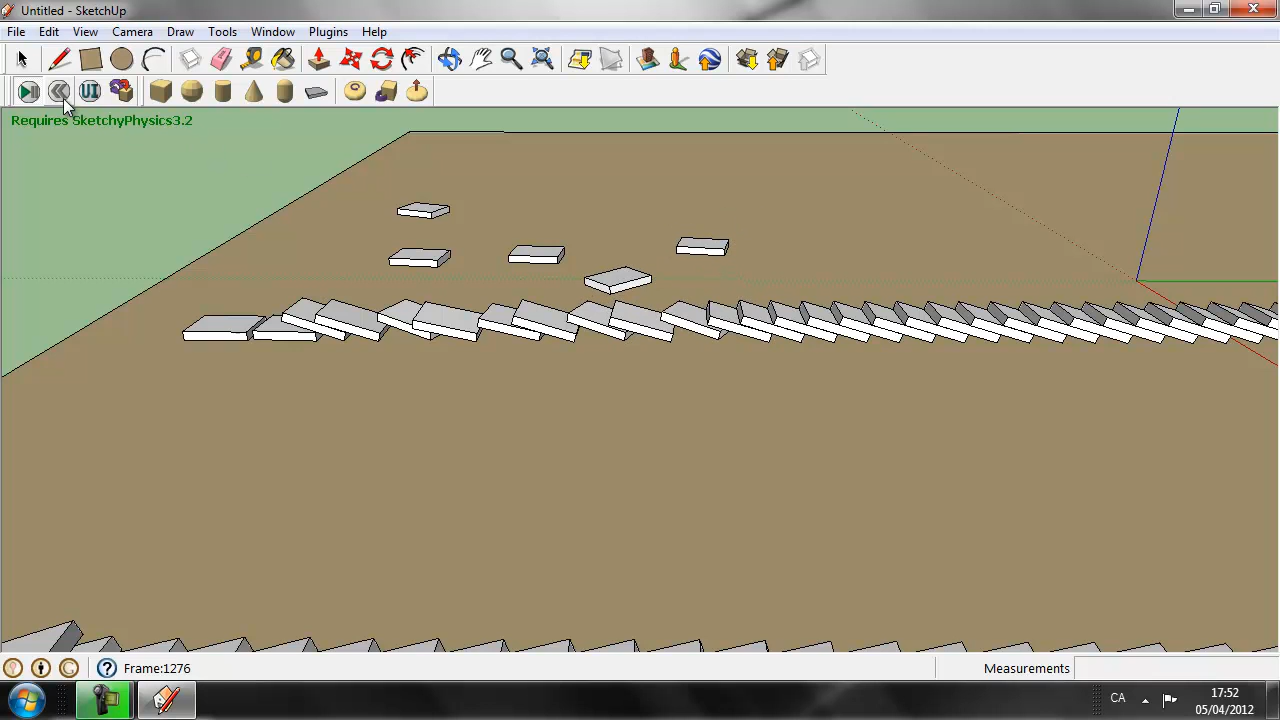 Untitled - SketchUp
File Edit View Camera Draw Tools Window Plugins Help
UI
Requires SketchyPhysics3.2
Frame:1276 Measurements
CA 17:52
05/04/2012